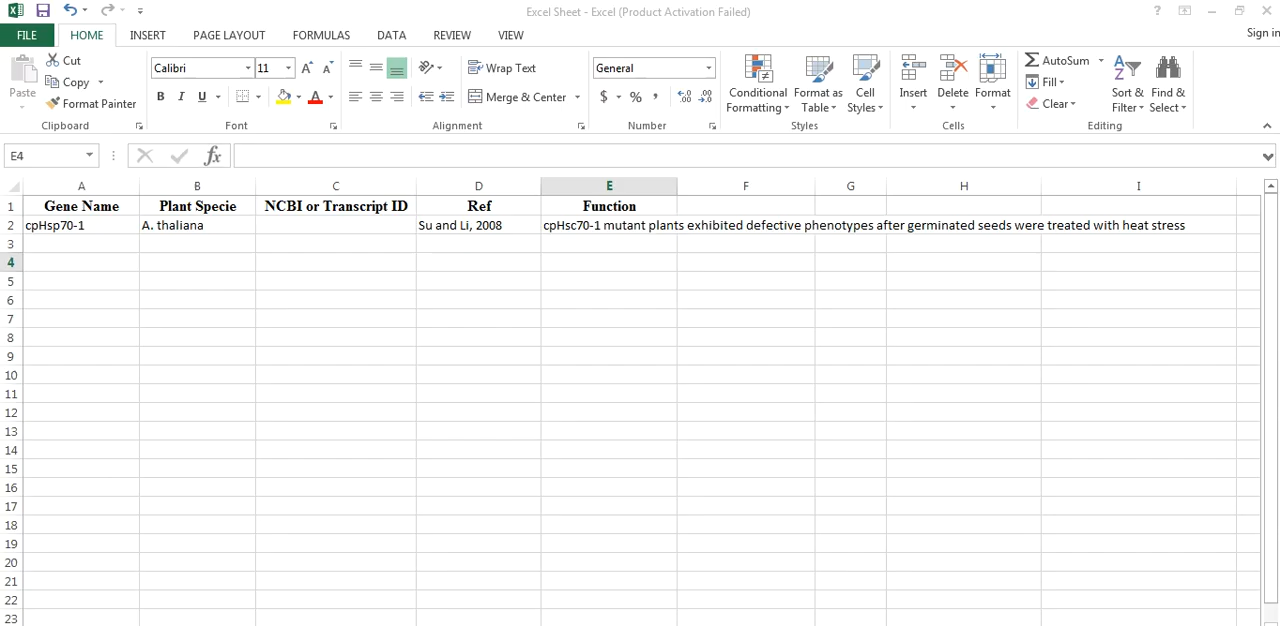 Excel Sheet - Excel (Product Activation Failed)
FILE HOME INSERT PAGE LAYOUT FORMULAS DATA REVIEW VIEW Sign in
Paste Cut Copy Format Painter Clipboard
Calibri 11 B I U A Font
Wrap Text Merge & Center Alignment
General $ % , Number
Conditional Formatting Format as Table Cell Styles Styles
Insert Delete Format Cells
AutoSum Fill Clear Sort & Filter Find & Select Editing
E4 fx
A B C D E F G H I
1 Gene Name Plant Specie NCBI or Transcript ID Ref Function
2 cpHsp70-1 A. thaliana Su and Li, 2008 cpHsc70-1 mutant plants exhibited defective phenotypes after germinated seeds were treated with heat stress
3
4
5
6
7
8
9
10
11
12
13
14
15
16
17
18
19
20
21
22
23